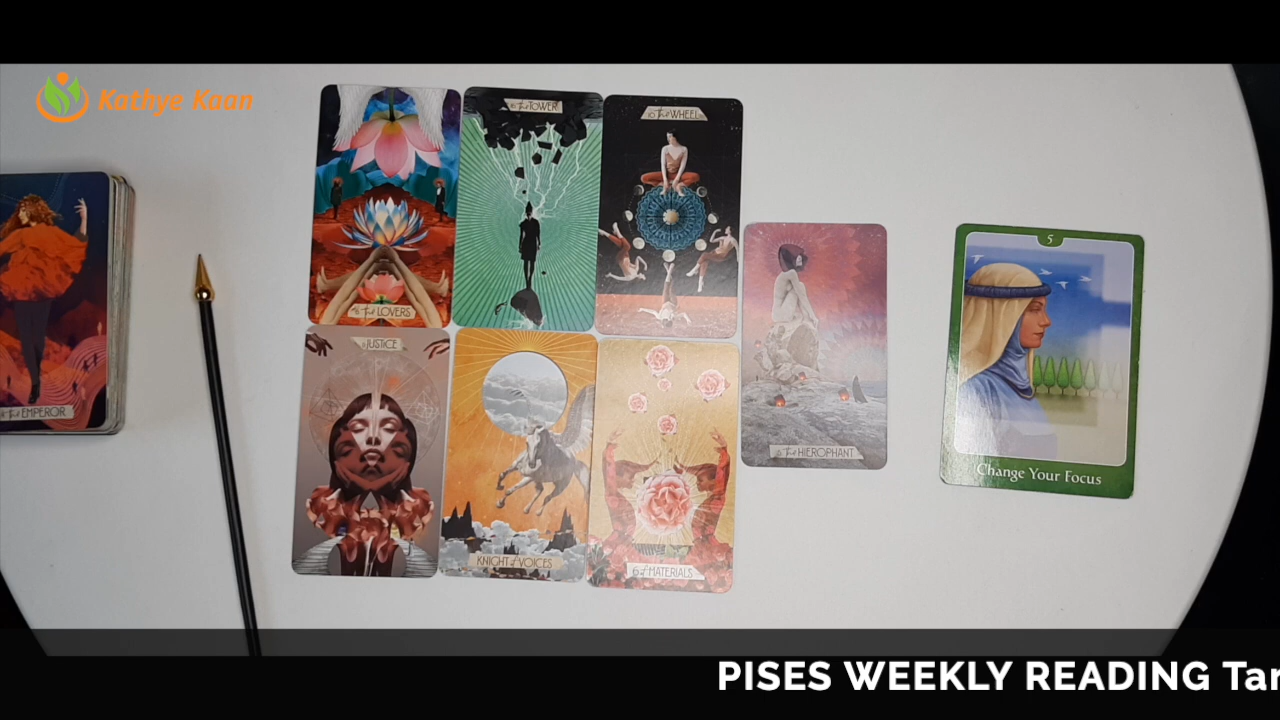 Kathye Kaan
The TOWER
10 The WHEEL
The LOVERS
JUSTICE
The HIEROPHANT
The EMPEROR
KNIGHT of VOICES
6 of MATERIALS
5
Change Your Focus
PISES WEEKLY READING Tar